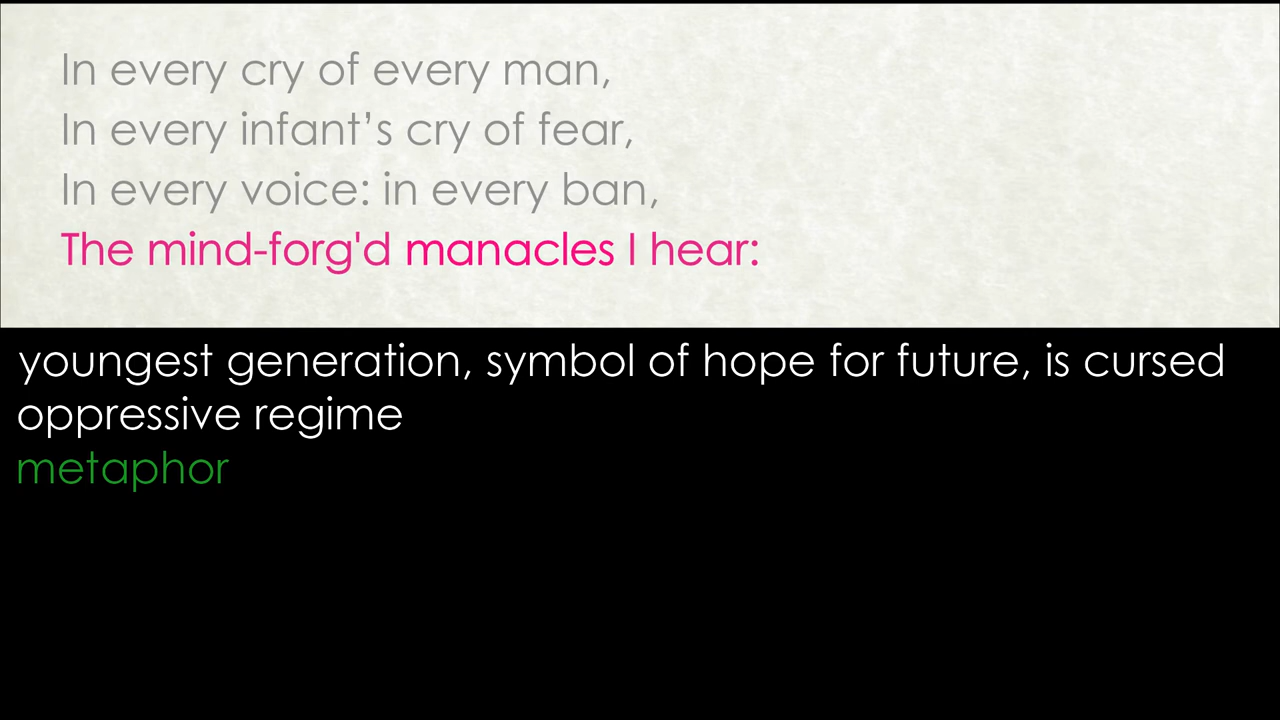 In every cry of every man,
In every infant’s cry of fear,
In every voice: in every ban,
The mind-forg'd manacles I hear:
youngest generation, symbol of hope for future, is cursed
oppressive regime
metaphor